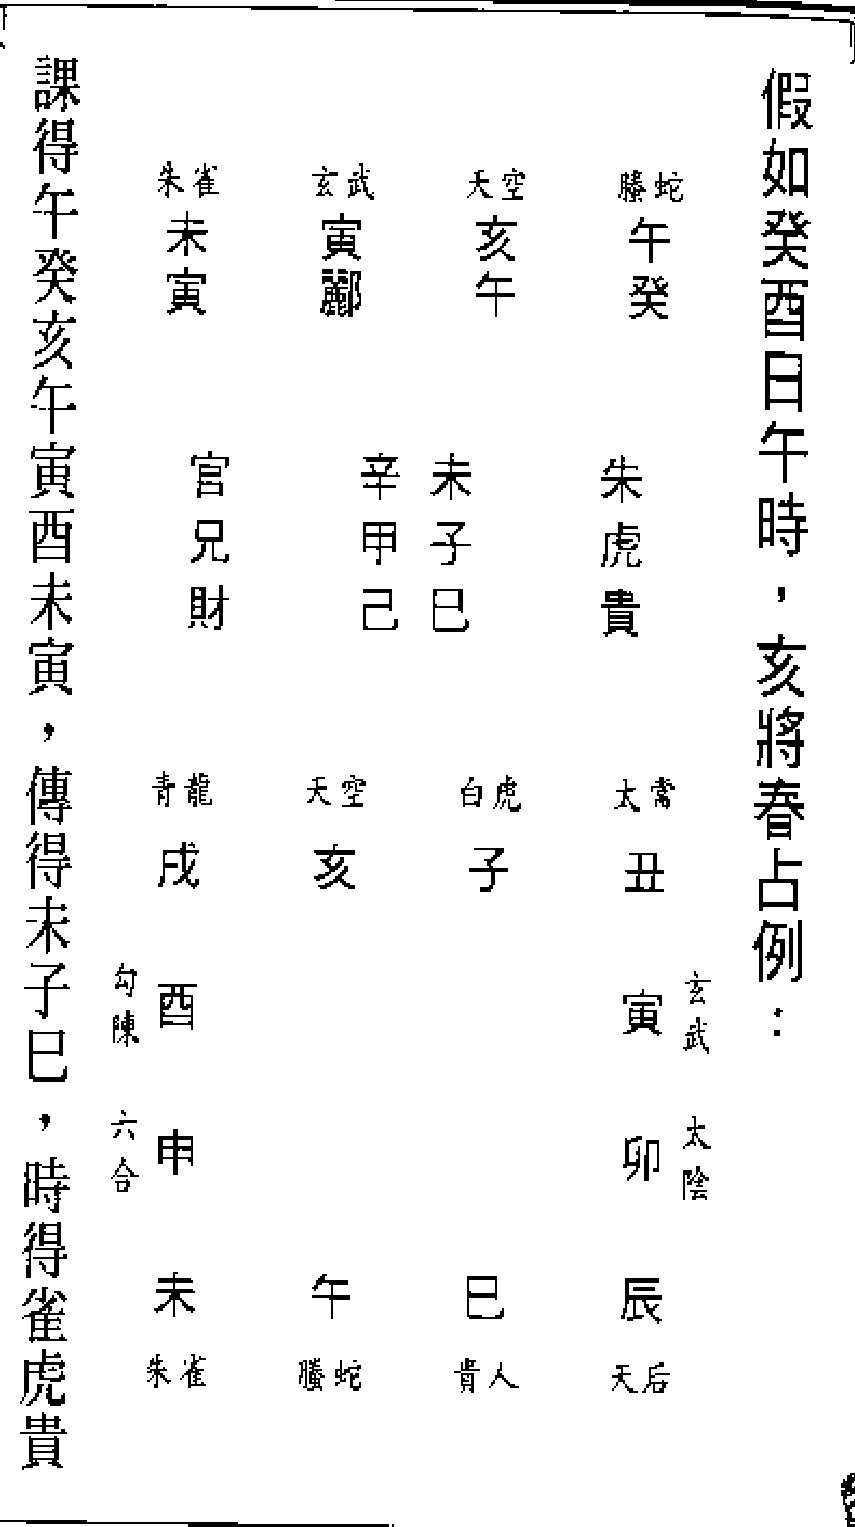 假如癸酉日午時，亥將春占例：
螣蛇
午癸
天空
亥午
玄武
寅酈
朱雀
未寅
朱虎貴
未子巳
辛甲己
官兄財
太常
丑
白虎
子
天空
亥
青龍
戌
玄武
寅
酉
勾陳
太陰
卯
申
六合
辰
天后
巳
貴人
午
螣蛇
未
朱雀
課得午癸亥午寅酉未寅，傳得未子巳，時得雀虎貴